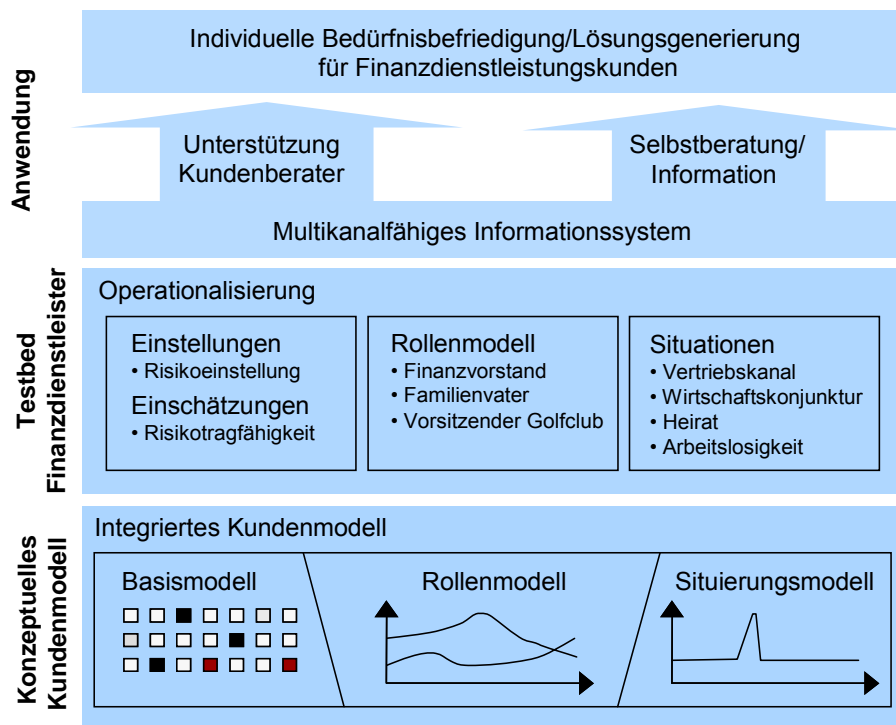 Anwendung
Individuelle Bedürfnisbefriedigung/Lösungsgenerierung
für Finanzdienstleistungskunden
Unterstützung
Kundenberater
Selbstberatung/
Information
Multikanalfähiges Informationssystem
Testbed
Finanzdienstleister
Operationalisierung
Einstellungen
• Risikoeinstellung
Einschätzungen
• Risikotragfähigkeit
Rollenmodell
• Finanzvorstand
• Familienvater
• Vorsitzender Golfclub
Situationen
• Vertriebskanal
• Wirtschaftskonjunktur
• Heirat
• Arbeitslosigkeit
Konzeptuelles
Kundenmodell
Integriertes Kundenmodell
Basismodell
Rollenmodell
Situierungsmodell